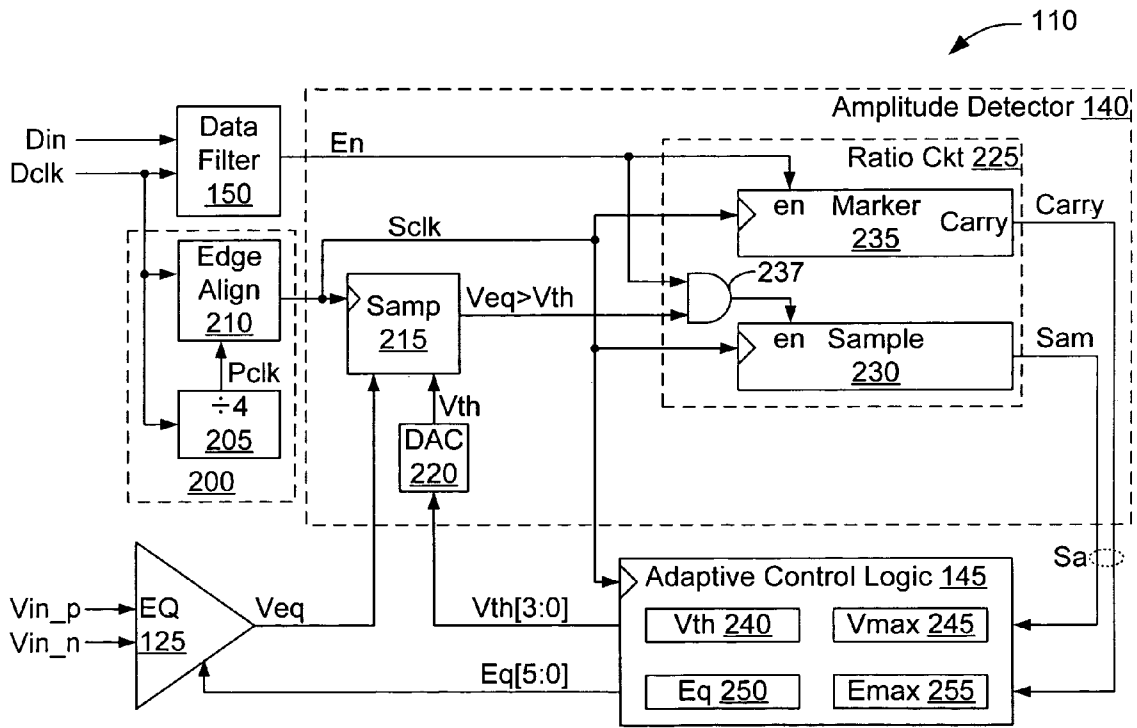 110
Amplitude Detector 140
Din
Dclk
Data
Filter
150
En
Ratio Ckt 225
en
Marker
235
Carry
Carry
Sclk
Edge
Align
210
Samp
215
Veq>Vth
237
en
Sample
230
Sam
Pclk
÷4
205
200
Vth
DAC
220
Sa
Vin_p
Vin_n
EQ
125
Veq
Vth[3:0]
Eq[5:0]
Adaptive Control Logic 145
Vth 240
Vmax 245
Eq 250
Emax 255